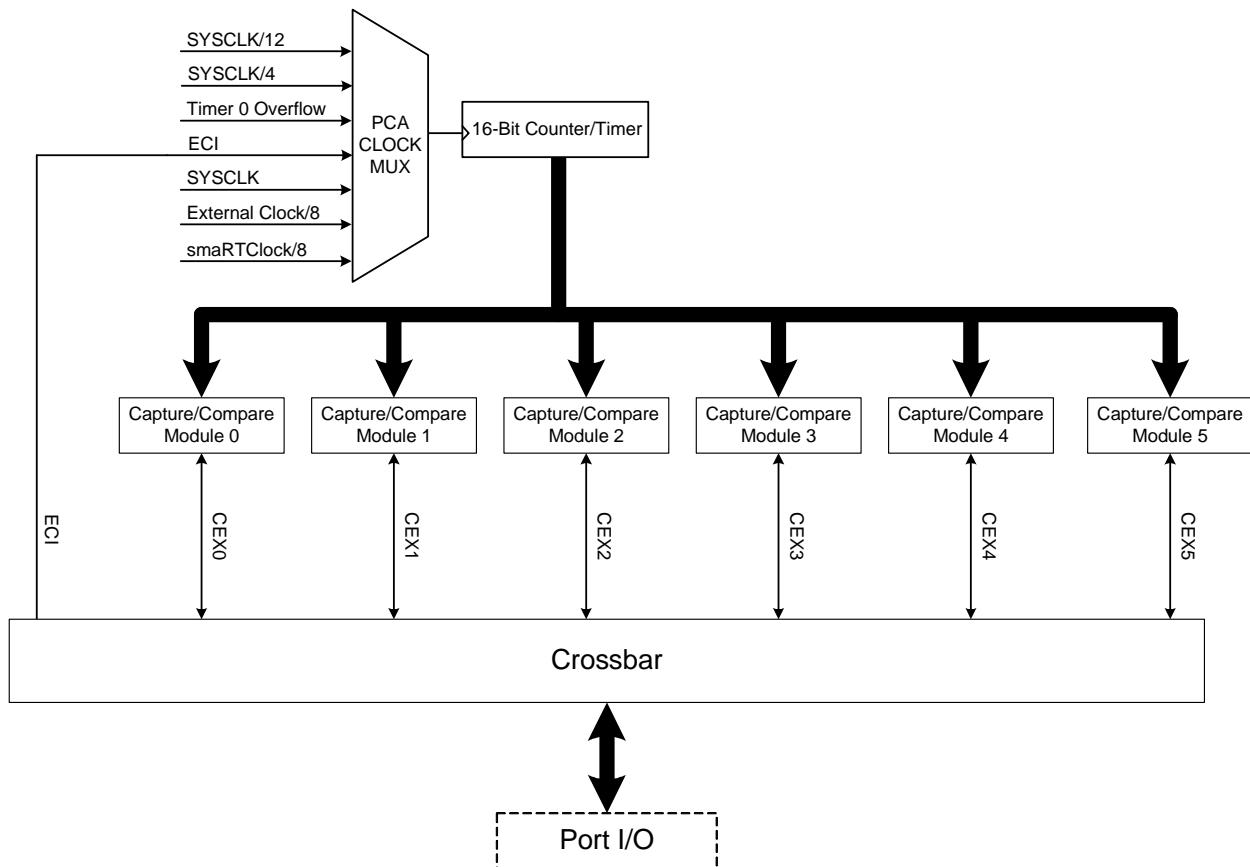 SYSCLK/12
SYSCLK/4
Timer 0 Overflow
ECI
SYSCLK
External Clock/8
smaRTClock/8
PCA
CLOCK
MUX
16-Bit Counter/Timer
Capture/Compare
Module 0
Capture/Compare
Module 1
Capture/Compare
Module 2
Capture/Compare
Module 3
Capture/Compare
Module 4
Capture/Compare
Module 5
ECI
CEX0
CEX1
CEX2
CEX3
CEX4
CEX5
Crossbar
Port I/O